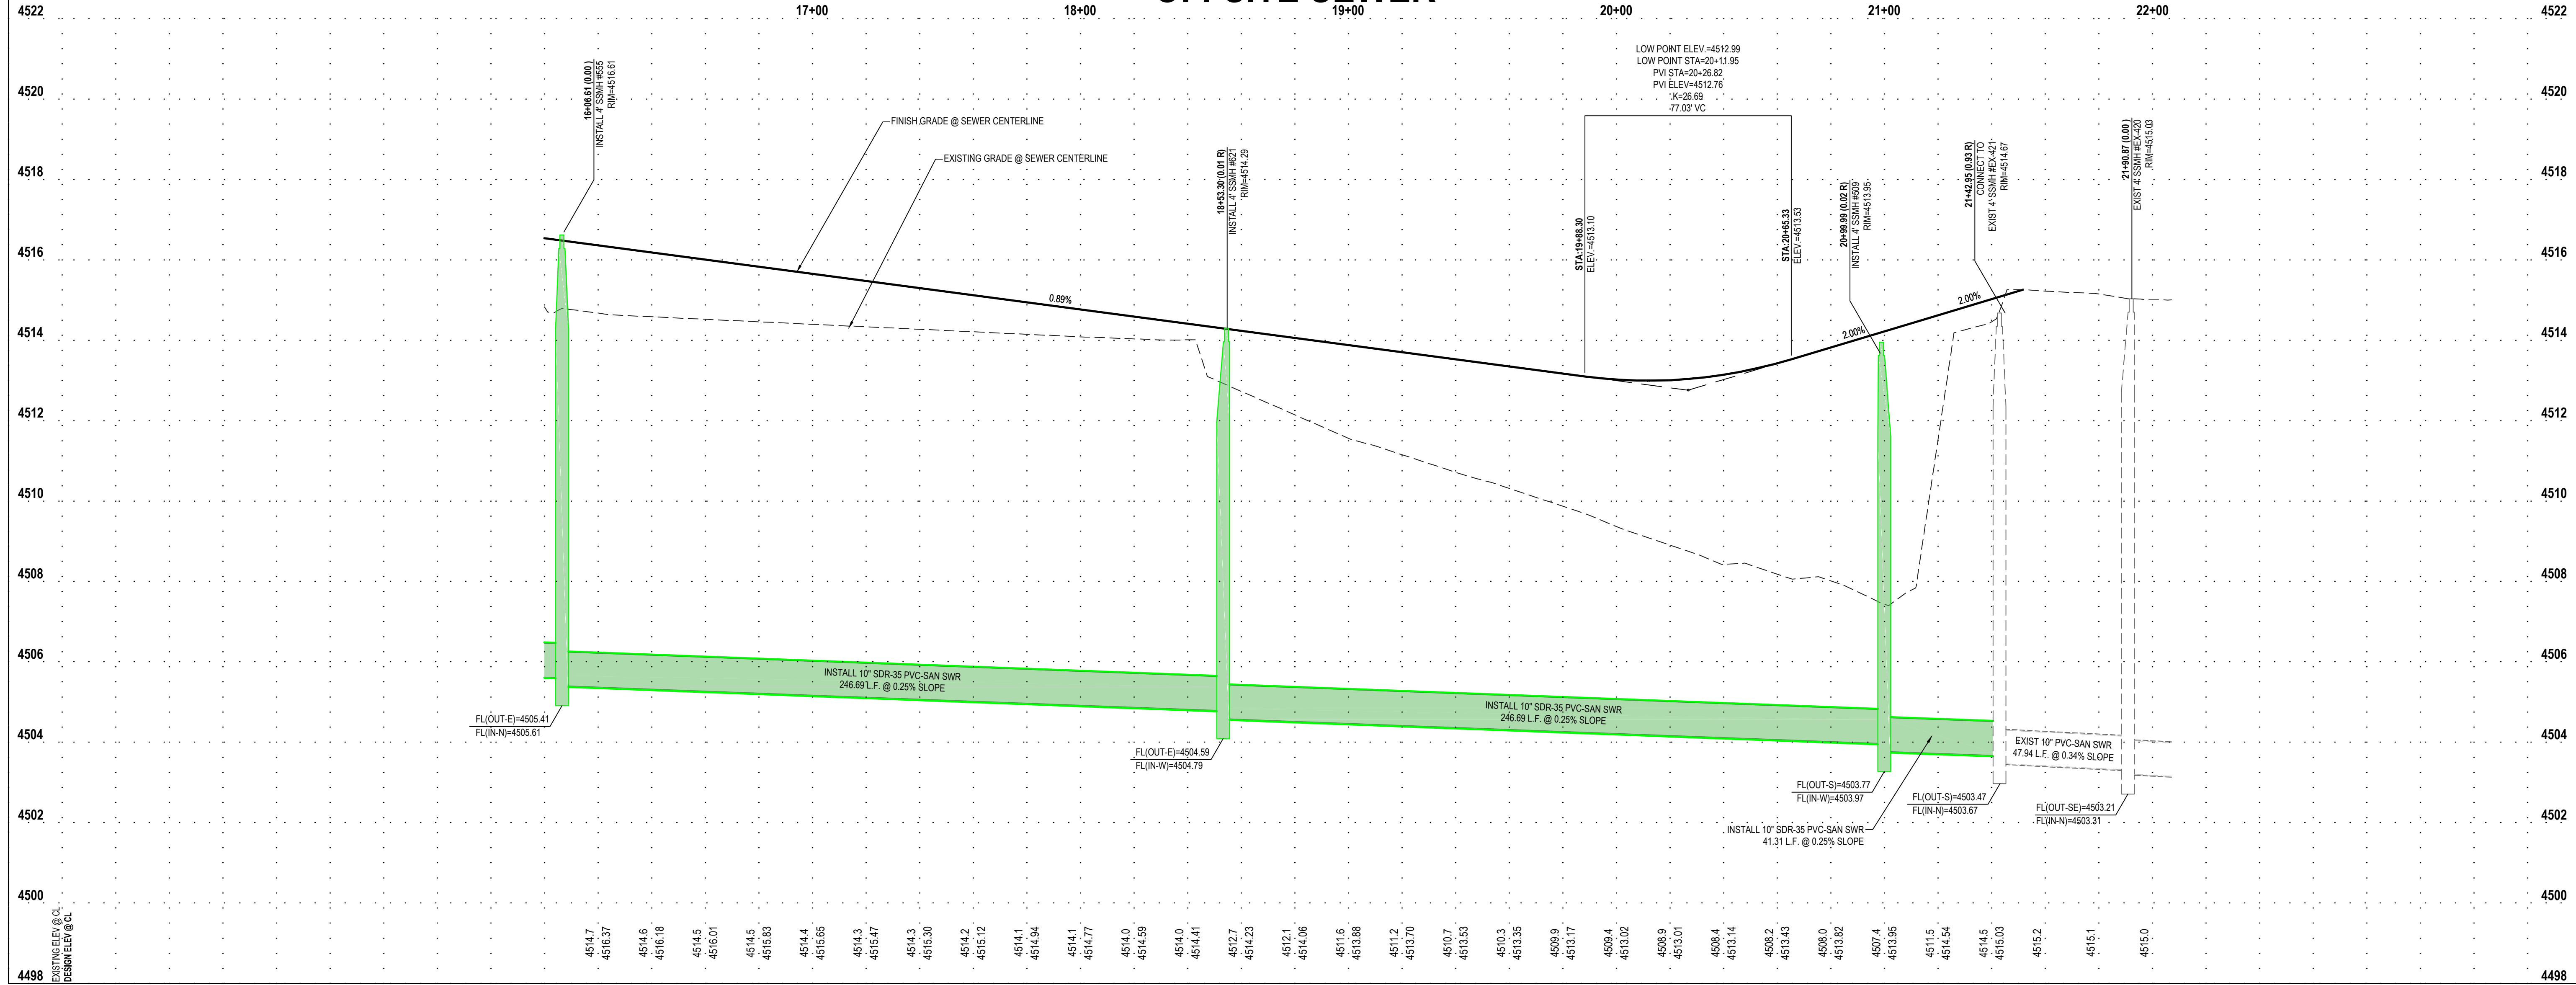 OFFSITE SEWER
4522
17+00
18+00
19+00
20+00
21+00
22+00
4522
4520
4520
4518
4518
4516
4516
4514
4514
4512
4512
4510
4510
4508
4508
4506
4506
4504
4504
4502
4502
4500
4500
4498
4498
16+06.61 (0.00 )
INSTALL 4' SSMH #555
RIM=4516.61
FINISH GRADE @ SEWER CENTERLINE
EXISTING GRADE @ SEWER CENTERLINE
0.89%
18+53.30 (0.01 R)
INSTALL 4' SSMH #621
RIM=4514.29
LOW POINT ELEV.=4512.99
LOW POINT STA=20+11.95
PVI STA=20+26.82
PVI ELEV=4512.76
K=26.69
77.03' VC
STA:19+88.30
ELEV.=4513.10
STA:20+65.33
ELEV.=4513.53
20+99.99 (0.02 R)
INSTALL 4' SSMH #509
RIM=4513.95
21+42.95 (0.93 R)
CONNECT TO
EXIST 4' SSMH #EX-421
RIM=4514.67
21+90.87 (0.00 )
EXIST 4' SSMH #EX-420
RIM=4515.03
2.00%
2.00%
INSTALL 10" SDR-35 PVC-SAN SWR
246.69 L.F. @ 0.25% SLOPE
INSTALL 10" SDR-35 PVC-SAN SWR
246.69 L.F. @ 0.25% SLOPE
EXIST 10" PVC-SAN SWR
47.94 L.F. @ 0.34% SLOPE
FL(OUT-E)=4505.41
FL(IN-N)=4505.61
FL(OUT-E)=4504.59
FL(IN-W)=4504.79
FL(OUT-S)=4503.77
FL(IN-W)=4503.97
FL(OUT-S)=4503.47
FL(IN-N)=4503.67
FL(OUT-SE)=4503.21
FL(IN-N)=4503.31
INSTALL 10" SDR-35 PVC-SAN SWR
41.31 L.F. @ 0.25% SLOPE
EXISTING ELEV @ CL
DESIGN ELEV @ CL
4514.7
4516.37
4514.6
4516.18
4514.5
4516.01
4514.5
4515.83
4514.4
4515.65
4514.3
4515.47
4514.3
4515.30
4514.2
4515.12
4514.1
4514.94
4514.1
4514.77
4514.0
4514.59
4514.0
4514.41
4512.7
4514.23
4512.1
4514.06
4511.6
4513.88
4511.2
4513.70
4510.7
4513.53
4510.3
4513.35
4509.9
4513.17
4509.4
4513.02
4508.9
4513.01
4508.4
4513.14
4508.2
4513.43
4508.0
4513.82
4507.4
4513.95
4511.5
4514.54
4514.5
4515.03
4515.2
4515.1
4515.0